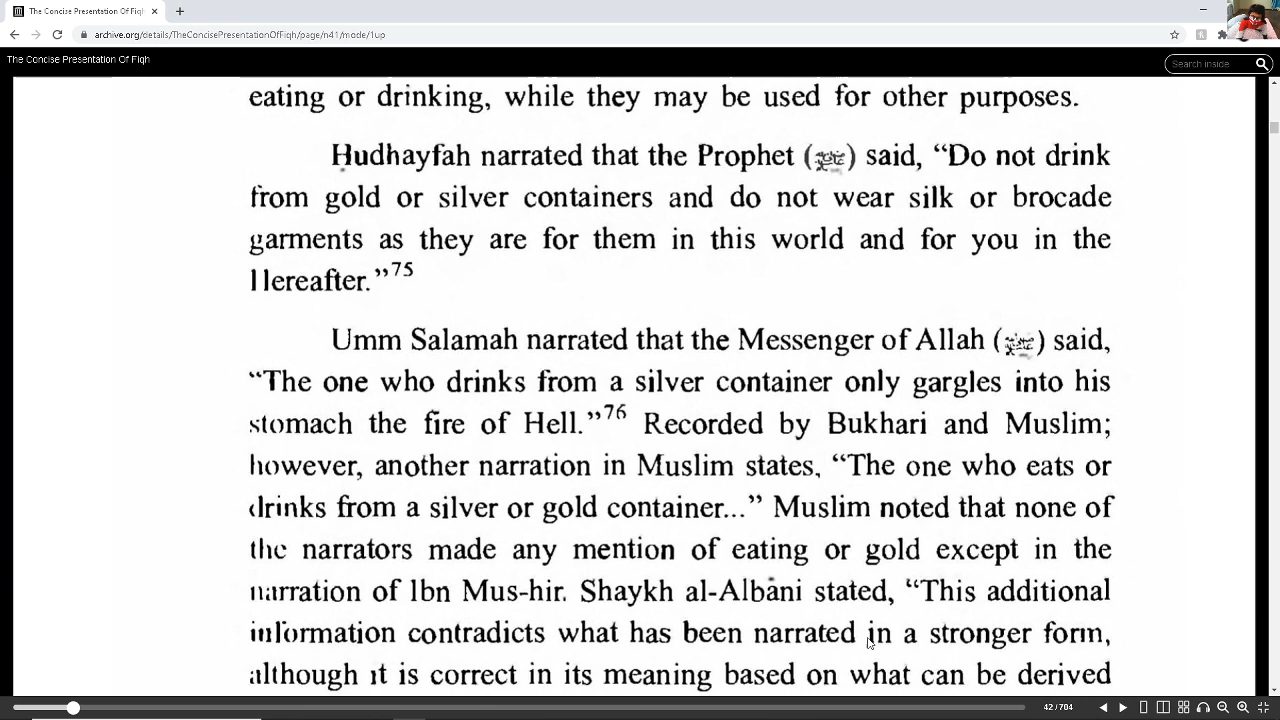 The Concise Presentation Of Fiqh
archive.org/details/TheConcisePresentationOfFiqh/page/n41/mode/1up
The Concise Presentation Of Fiqh
Search inside
eating or drinking, while they may be used for other purposes.
Ḥudhayfah narrated that the Prophet (ﷺ) said, “Do not drink
from gold or silver containers and do not wear silk or brocade
garments as they are for them in this world and for you in the
Hereafter.”75
Umm Salamah narrated that the Messenger of Allah (ﷺ) said,
“The one who drinks from a silver container only gargles into his
stomach the fire of Hell.”76 Recorded by Bukhari and Muslim;
however, another narration in Muslim states, “The one who eats or
drinks from a silver or gold container...” Muslim noted that none of
the narrators made any mention of eating or gold except in the
narration of Ibn Mus-hir. Shaykh al-Albāni stated, “This additional
information contradicts what has been narrated in a stronger form,
although it is correct in its meaning based on what can be derived
42 / 704